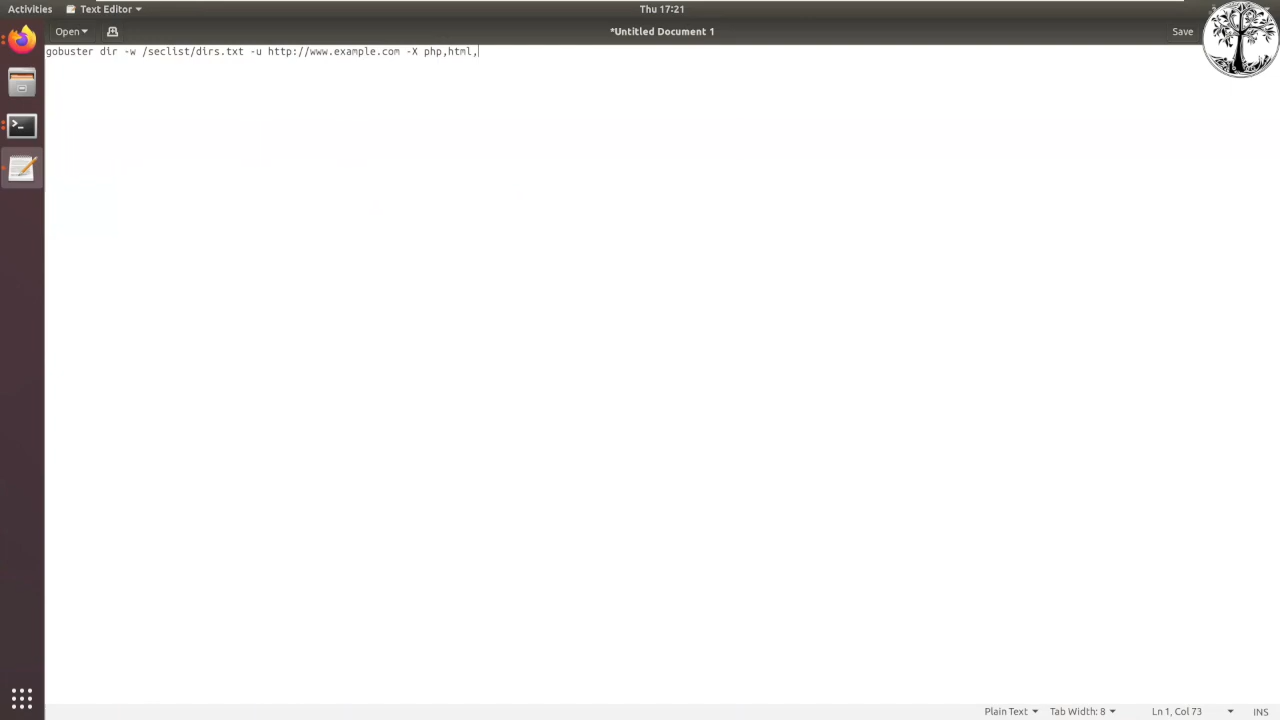 Activities
Text Editor
Thu 17:21
Open
*Untitled Document 1
Save
gobuster dir -w /seclist/dirs.txt -u http://www.example.com -X php,html,
Plain Text
Tab Width: 8
Ln 1, Col 73
INS